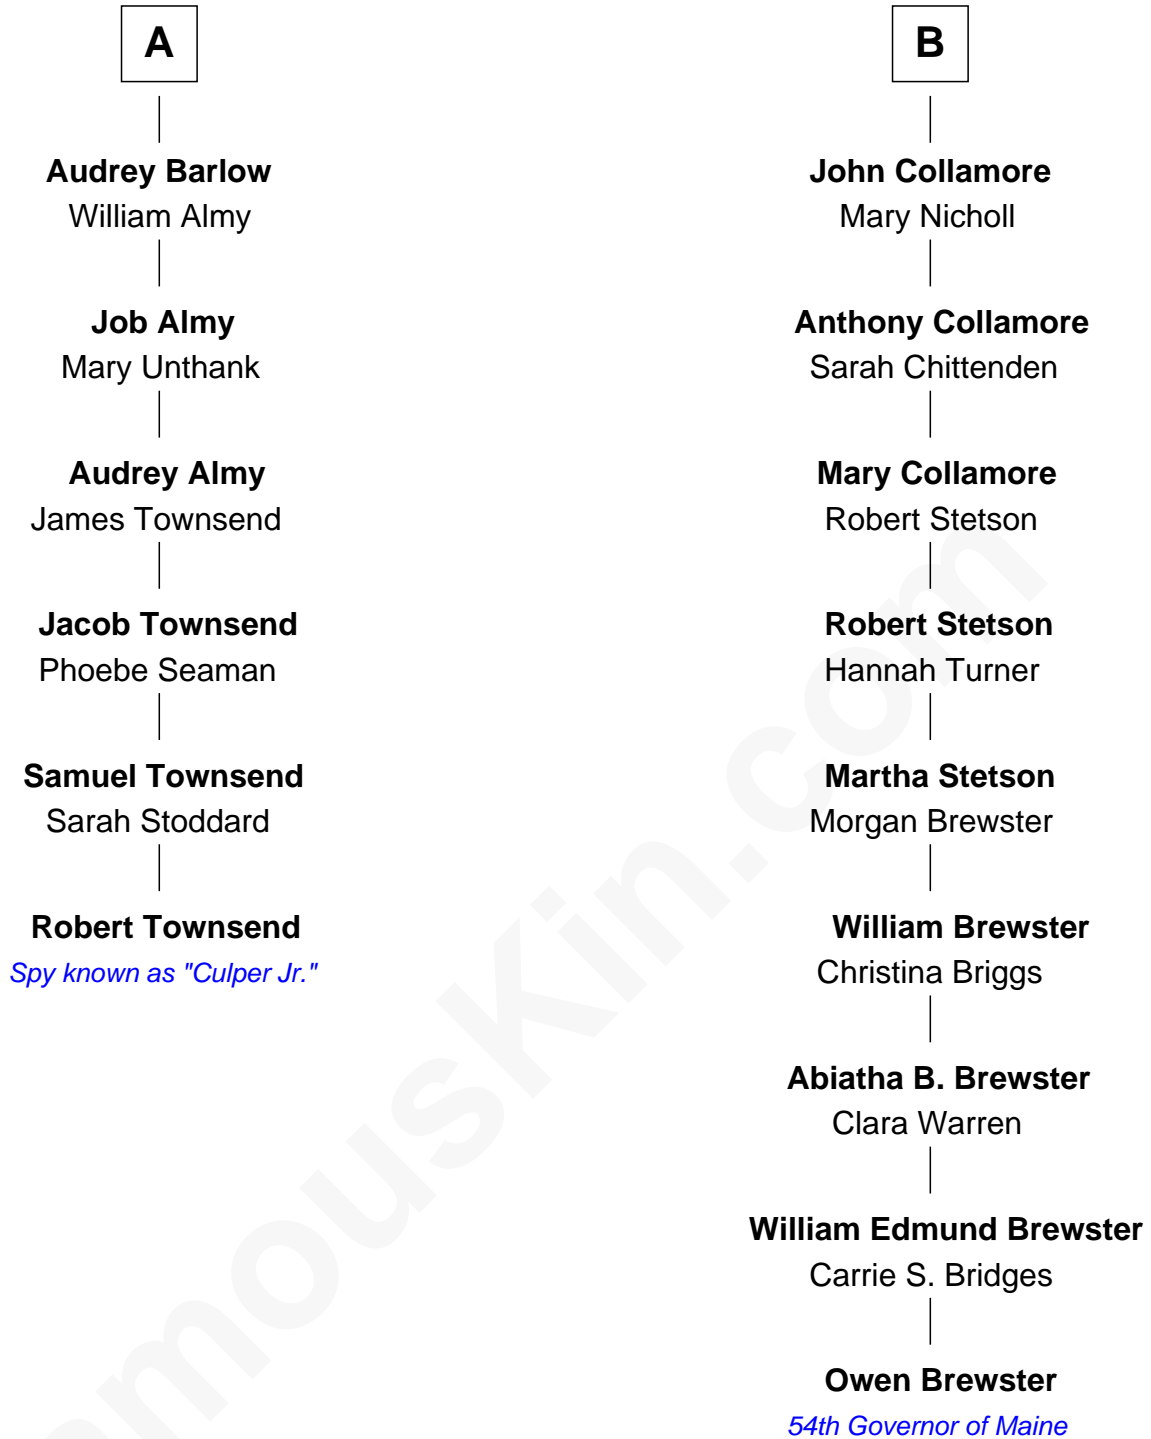 A
Audrey Barlow
William Almy
Job Almy
Mary Unthank
Audrey Almy
James Townsend
Jacob Townsend
Phoebe Seaman
Samuel Townsend
Sarah Stoddard
Robert Townsend
Spy known as "Culper Jr."
B
John Collamore
Mary Nicholl
Anthony Collamore
Sarah Chittenden
Mary Collamore
Robert Stetson
Robert Stetson
Hannah Turner
Martha Stetson
Morgan Brewster
William Brewster
Christina Briggs
Abiatha B. Brewster
Clara Warren
William Edmund Brewster
Carrie S. Bridges
Owen Brewster
54th Governor of Maine
amouskin.com